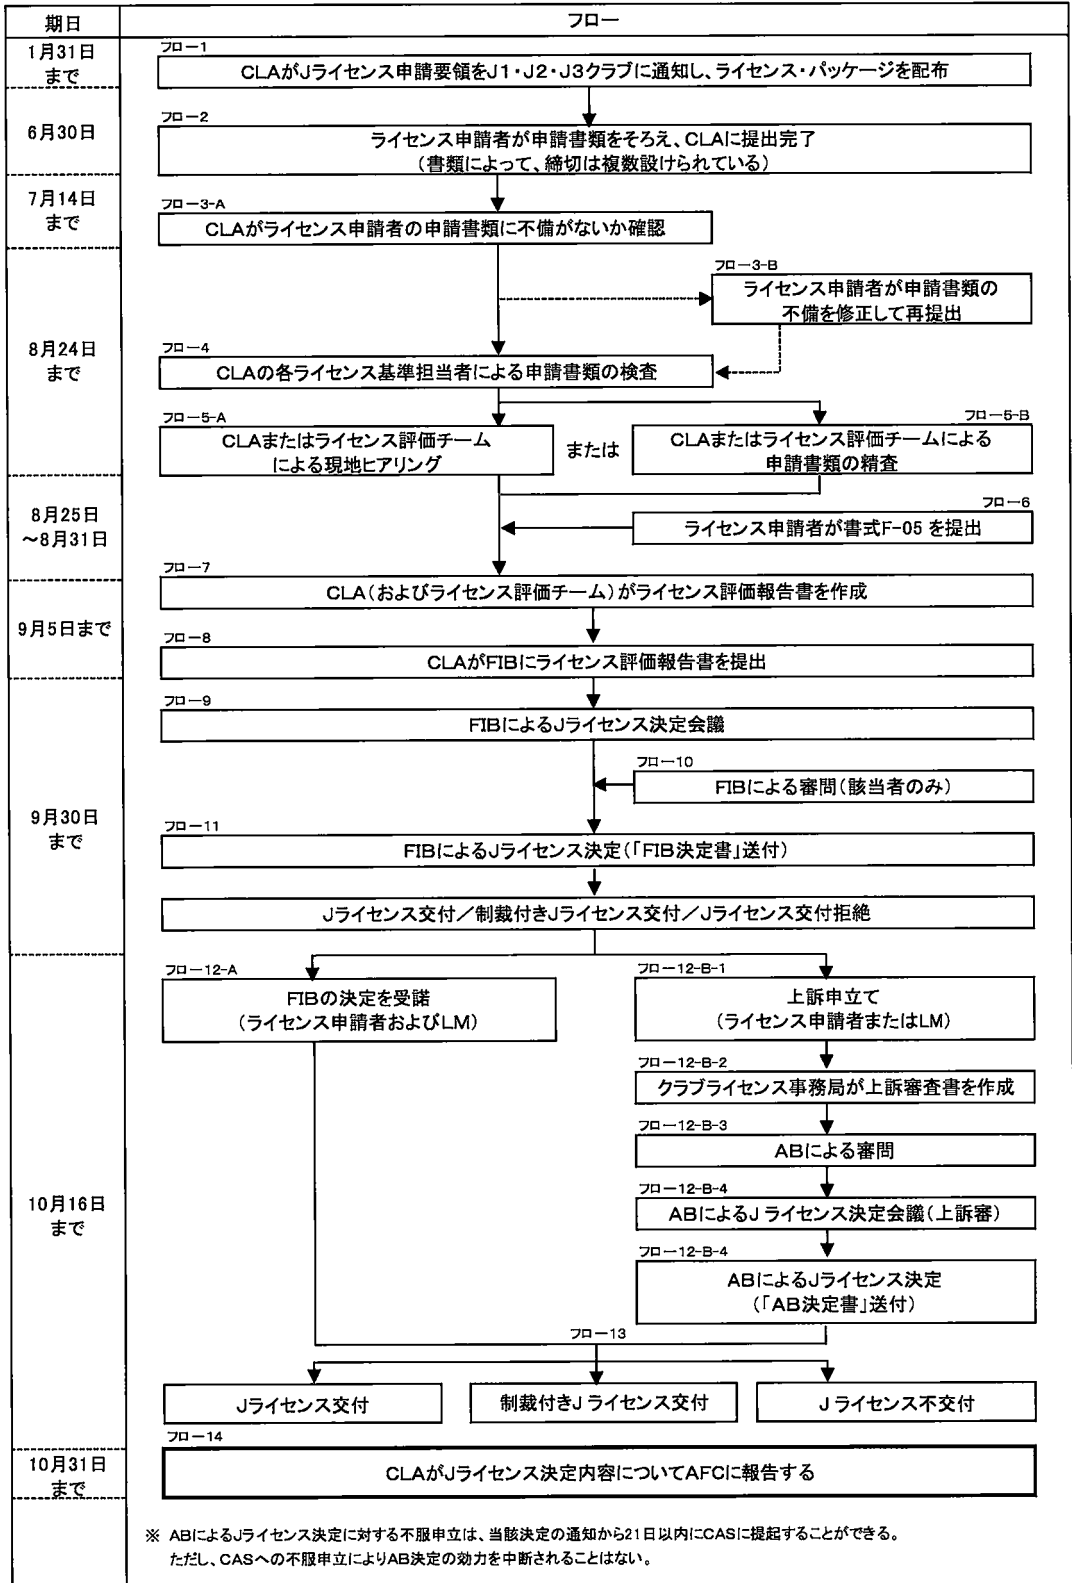 期日
フロー
1月31日
まで
フロー1
CLAがJライセンス申請要領をJ1・J2・J3クラブに通知し、ライセンス・パッケージを配布
6月30日
フロー2
ライセンス申請者が申請書類をそろえ、CLAに提出完了
(書類によって、締切は複数設けられている)
7月14日
まで
フロー3-A
CLAがライセンス申請者の申請書類に不備がないか確認
8月24日
まで
フロー3-B
ライセンス申請者が申請書類の
不備を修正して再提出
フロー4
CLAの各ライセンス基準担当者による申請書類の検査
フロー5-A
CLAまたはライセンス評価チーム
による現地ヒアリング
または
フロー5-B
CLAまたはライセンス評価チームによる
申請書類の精査
8月25日
~8月31日
フロー6
ライセンス申請者が書式F-05 を提出
フロー7
CLA(およびライセンス評価チーム)がライセンス評価報告書を作成
9月5日まで
フロー8
CLAがFIBにライセンス評価報告書を提出
9月30日
まで
フロー9
FIBによるJライセンス決定会議
フロー10
FIBによる審問(該当者のみ)
フロー11
FIBによるJライセンス決定(「FIB決定書」送付)
Jライセンス交付/制裁付きJライセンス交付/Jライセンス交付拒絶
10月16日
まで
フロー12-A
FIBの決定を受諾
(ライセンス申請者およびLM)
フロー12-B-1
上訴申立て
(ライセンス申請者またはLM)
フロー12-B-2
クラブライセンス事務局が上訴審査書を作成
フロー12-B-3
ABによる審問
フロー12-B-4
ABによるJ ライセンス決定会議(上訴審)
フロー12-B-4
ABによるJライセンス決定
(「AB決定書」送付)
フロー13
Jライセンス交付
制裁付きJ ライセンス交付
J ライセンス不交付
10月31日
まで
フロー14
CLAがJライセンス決定内容についてAFCに報告する
※ ABによるJライセンス決定に対する不服申立は、当該決定の通知から21日以内にCASに提起することができる。
ただし、CASへの不服申立によりAB決定の効力を中断されることはない。